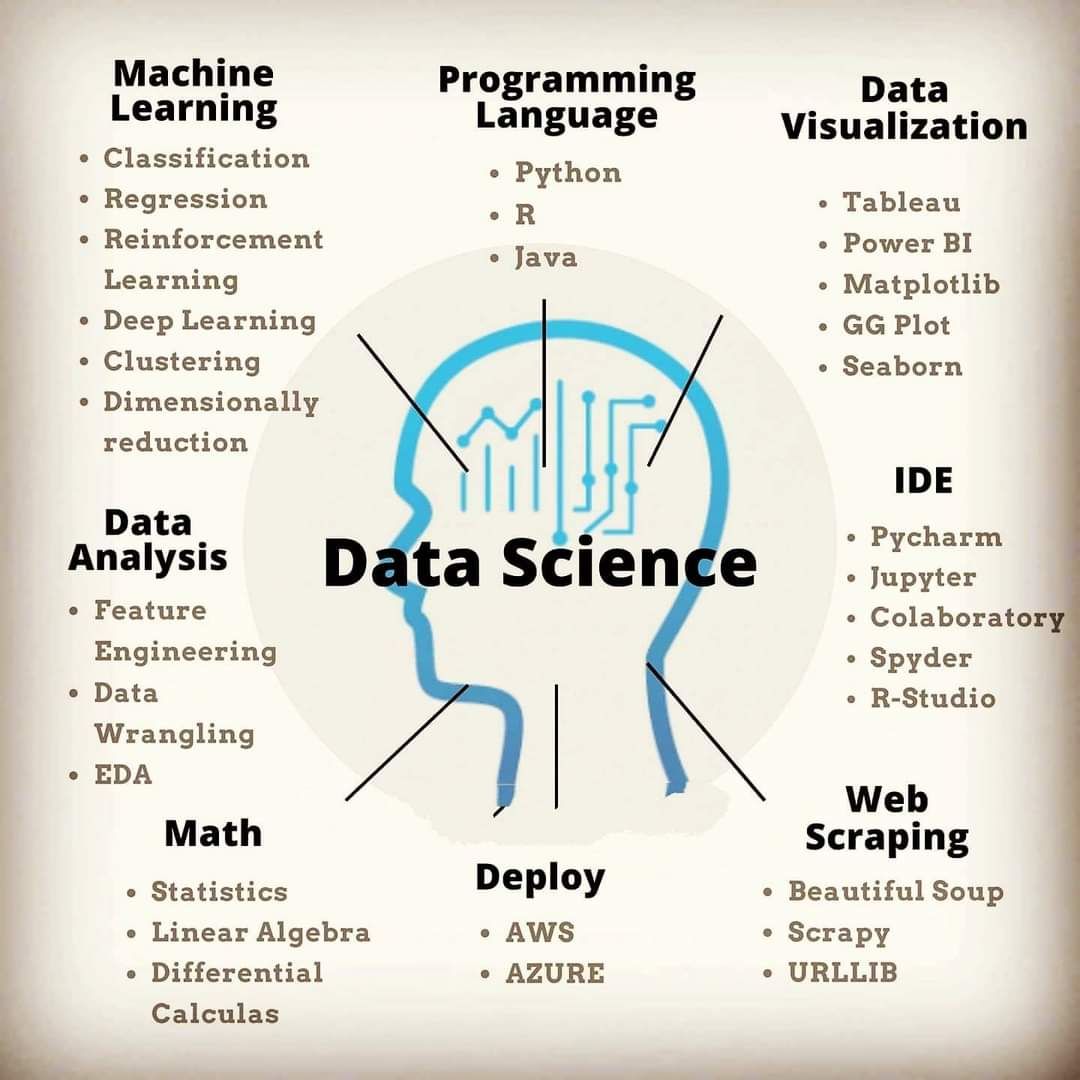 Machine
Learning
• Classification
• Regression
• Reinforcement
Learning
• Deep Learning
• Clustering
• Dimensionally
reduction
Programming
Language
• Python
• R
• Java
Data
Visualization
• Tableau
• Power BI
• Matplotlib
• GG Plot
• Seaborn
Data Science
Data
Analysis
• Feature
Engineering
• Data
Wrangling
• EDA
IDE
• Pycharm
• Jupyter
• Colaboratory
• Spyder
• R-Studio
Math
• Statistics
• Linear Algebra
• Differential
Calculas
Deploy
• AWS
• AZURE
Web
Scraping
• Beautiful Soup
• Scrapy
• URLLIB